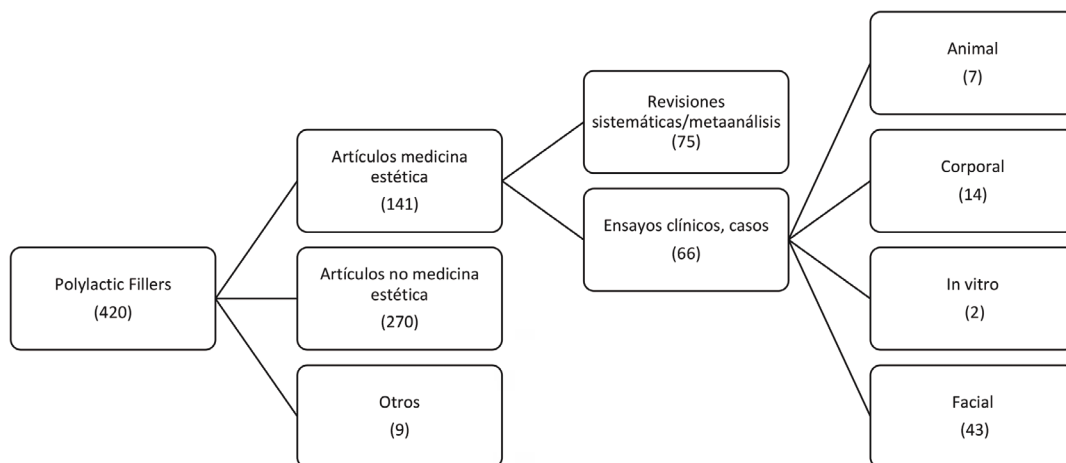 Polylactic Fillers
(420)
Artículos medicina
estética
(141)
Artículos no medicina
estética
(270)
Otros
(9)
Revisiones
sistemáticas/metaanálisis
(75)
Ensayos clínicos, casos
(66)
Animal
(7)
Corporal
(14)
In vitro
(2)
Facial
(43)